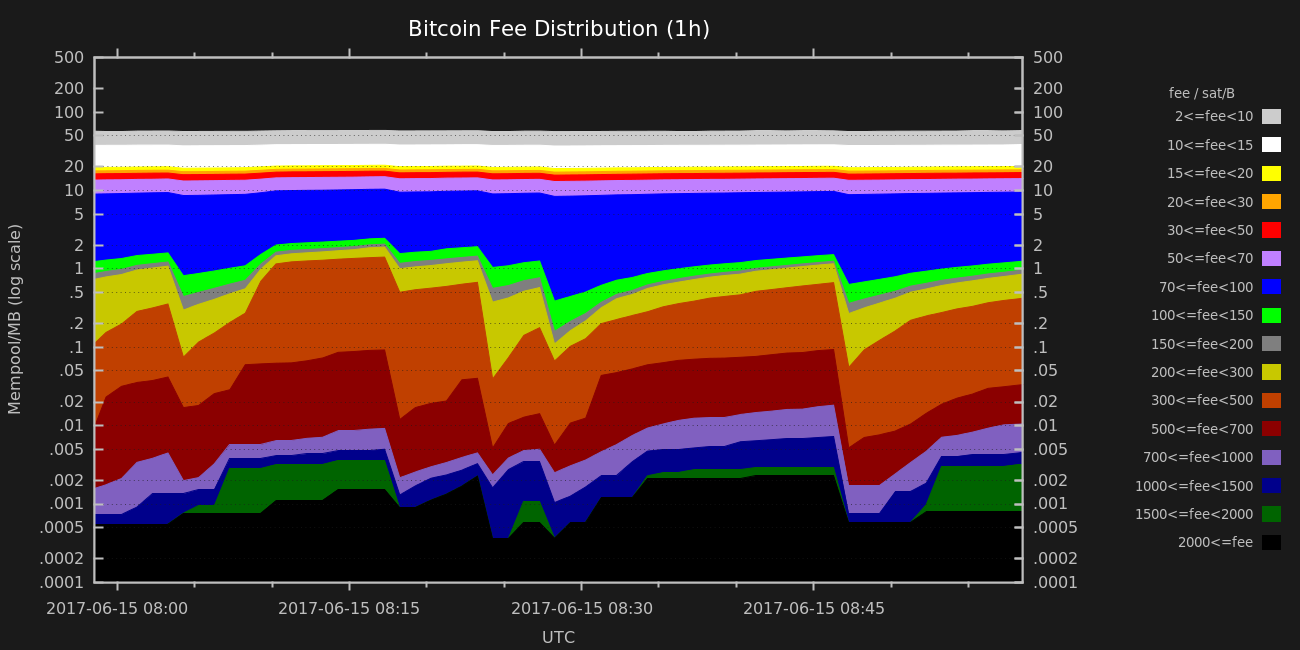 Bitcoin Fee Distribution (1h)
500
200
100
50
20
10
5
2
1
.5
.2
.1
.05
.02
.01
.005
.002
.001
.0005
.0002
.0001
Mempool/MB (log scale)
500
200
100
50
20
10
5
2
1
.5
.2
.1
.05
.02
.01
.005
.002
.001
.0005
.0002
.0001
2017-06-15 08:00
2017-06-15 08:15
2017-06-15 08:30
2017-06-15 08:45
UTC
fee / sat/B
2<=fee<10
10<=fee<15
15<=fee<20
20<=fee<30
30<=fee<50
50<=fee<70
70<=fee<100
100<=fee<150
150<=fee<200
200<=fee<300
300<=fee<500
500<=fee<700
700<=fee<1000
1000<=fee<1500
1500<=fee<2000
2000<=fee